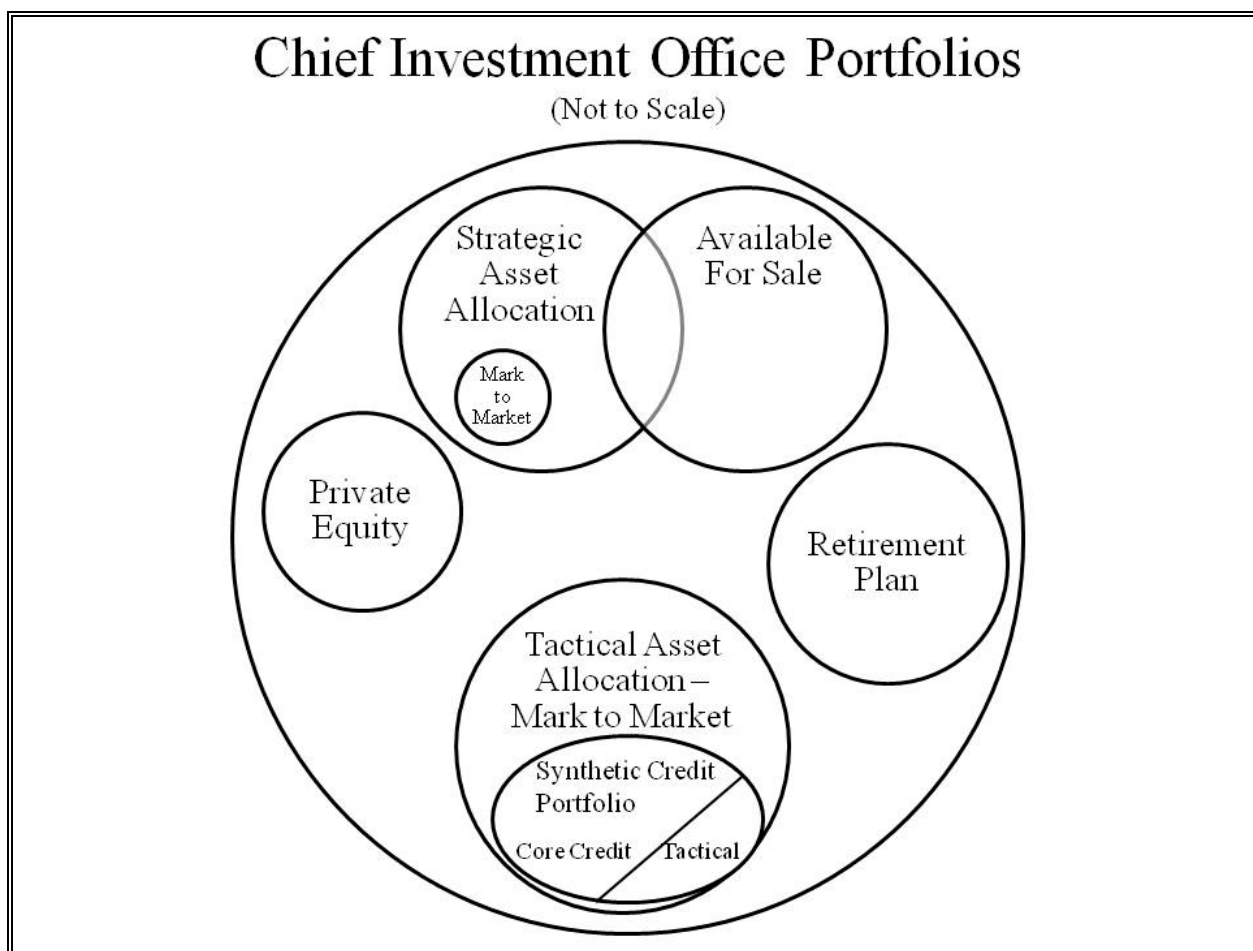 Chief Investment Office Portfolios
(Not to Scale)
Strategic
Asset
Allocation
Available
For Sale
Mark
to
Market
Private
Equity
Retirement
Plan
Tactical Asset
Allocation –
Mark to Market
Synthetic Credit
Portfolio
Core Credit
Tactical